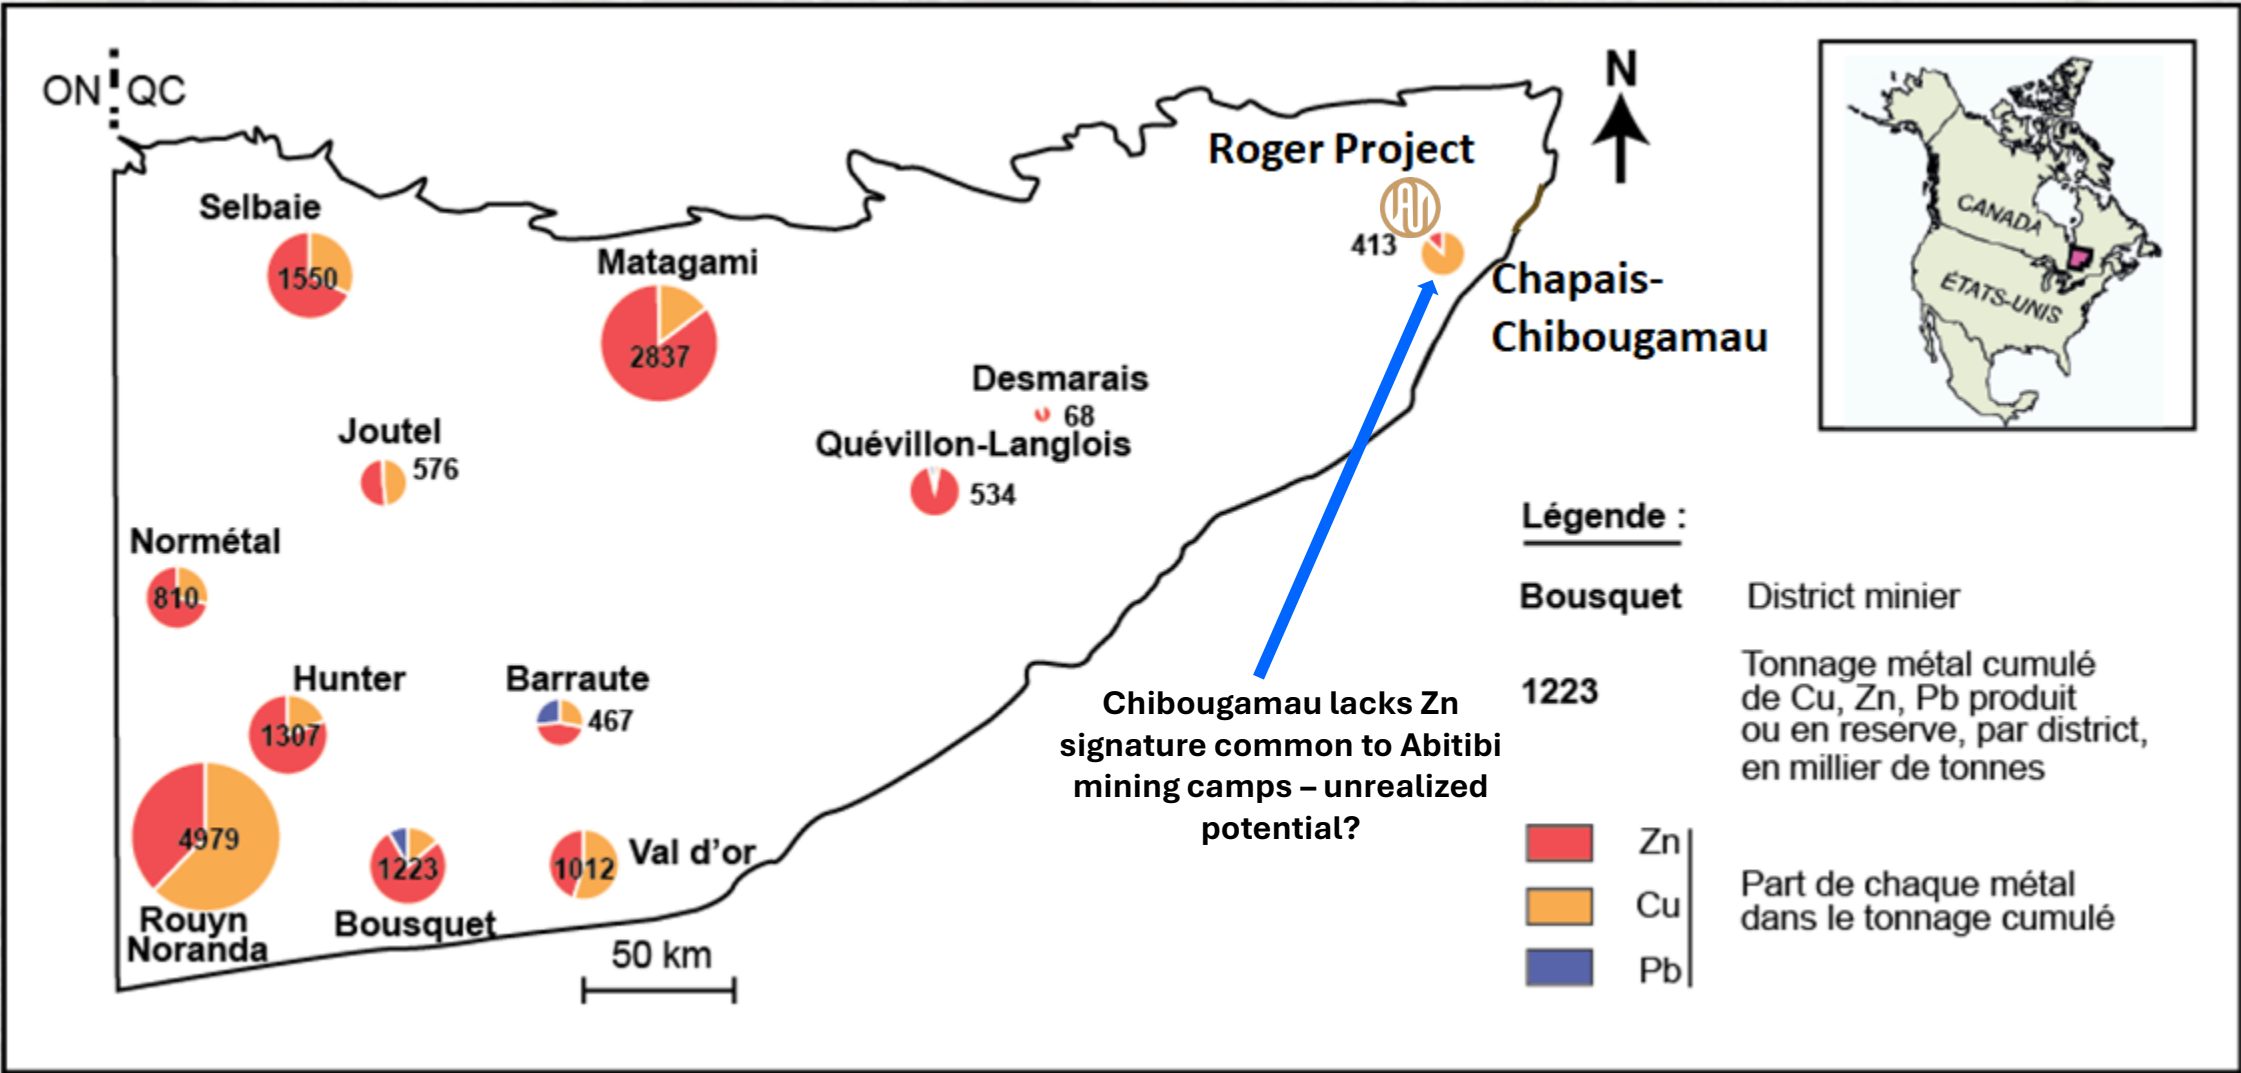 ON QC
N
Roger Project
413
Chapais-
Chibougamau
CANADA
ÉTATS-UNIS
Selbaie
1550
Matagami
2837
Desmarais
68
Joutel
576
Quévillon-Langlois
534
Normétal
810
Hunter
1307
Barraute
467
4979
Rouyn
Noranda
1223
Bousquet
1012
Val d’or
50 km
Chibougamau lacks Zn
signature common to Abitibi
mining camps – unrealized
potential?
Légende :
Bousquet District minier
1223
Tonnage métal cumulé
de Cu, Zn, Pb produit
ou en reserve, par district,
en millier de tonnes
Zn
Cu
Pb
Part de chaque métal
dans le tonnage cumulé